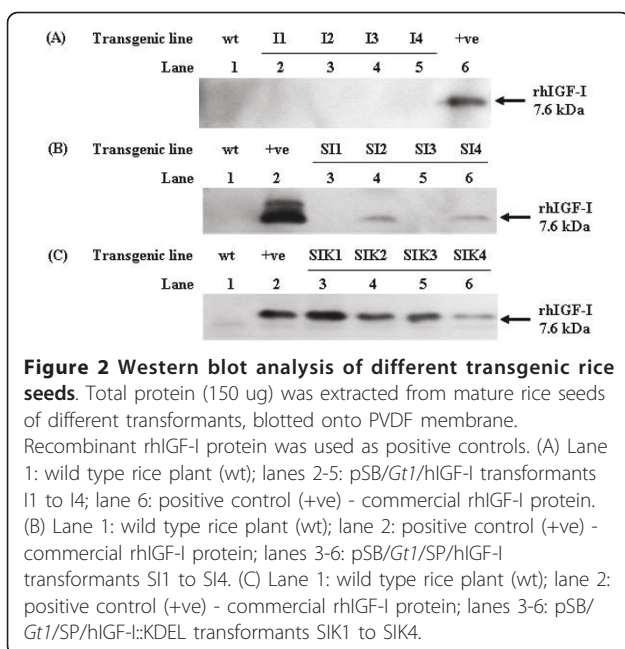 (A) Transgenic line wt I1 I2 I3 I4 +ve
Lane 1 2 3 4 5 6
rhIGF-I
7.6 kDa
(B) Transgenic line wt +ve SI1 SI2 SI3 SI4
Lane 1 2 3 4 5 6
rhIGF-I
7.6 kDa
(C) Transgenic line wt +ve SIK1 SIK2 SIK3 SIK4
Lane 1 2 3 4 5 6
rhIGF-I
7.6 kDa
Figure 2 Western blot analysis of different transgenic rice
seeds. Total protein (150 ug) was extracted from mature rice seeds
of different transformants, blotted onto PVDF membrane.
Recombinant rhIGF-I protein was used as positive controls. (A) Lane
1: wild type rice plant (wt); lanes 2-5: pSB/Gt1/hIGF-I transformants
I1 to I4; lane 6: positive control (+ve) - commercial rhIGF-I protein.
(B) Lane 1: wild type rice plant (wt); lane 2: positive control (+ve) -
commercial rhIGF-I protein; lanes 3-6: pSB/Gt1/SP/hIGF-I
transformants SI1 to SI4. (C) Lane 1: wild type rice plant (wt); lane 2:
positive control (+ve) - commercial rhIGF-I protein; lanes 3-6: pSB/
Gt1/SP/hIGF-I::KDEL transformants SIK1 to SIK4.